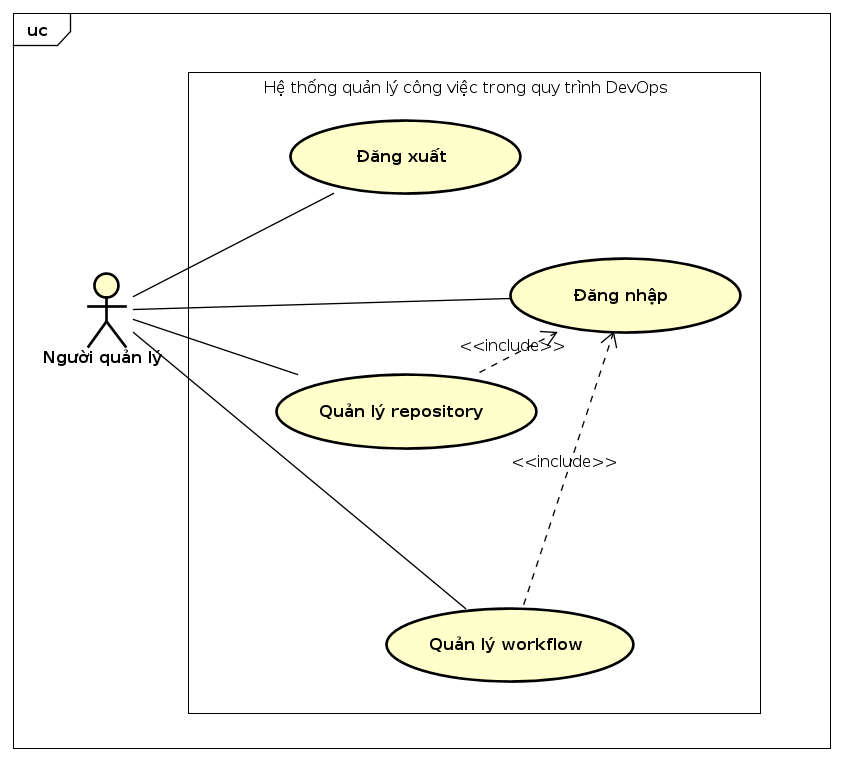 uc
Hệ thống quản lý công việc trong quy trình DevOps
Đăng xuất
Đăng nhập
<<include>>
Người quản lý
Quản lý repository
<<include>>
Quản lý workflow